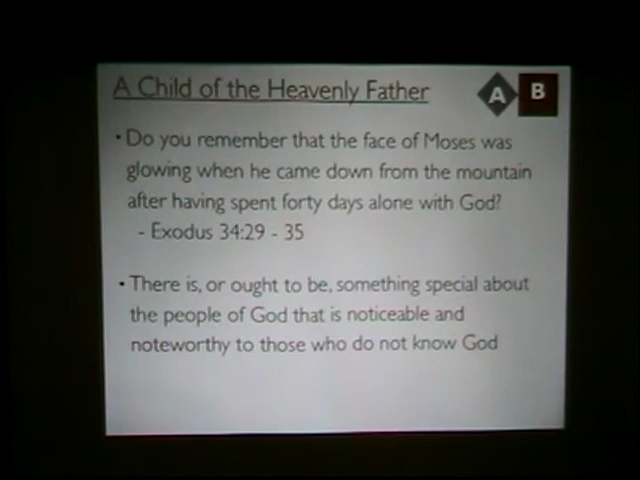 A Child of the Heavenly Father
A B
• Do you remember that the face of Moses was
glowing when he came down from the mountain
after having spent forty days alone with God?
- Exodus 34:29 - 35
• There is, or ought to be, something special about
the people of God that is noticeable and
noteworthy to those who do not know God